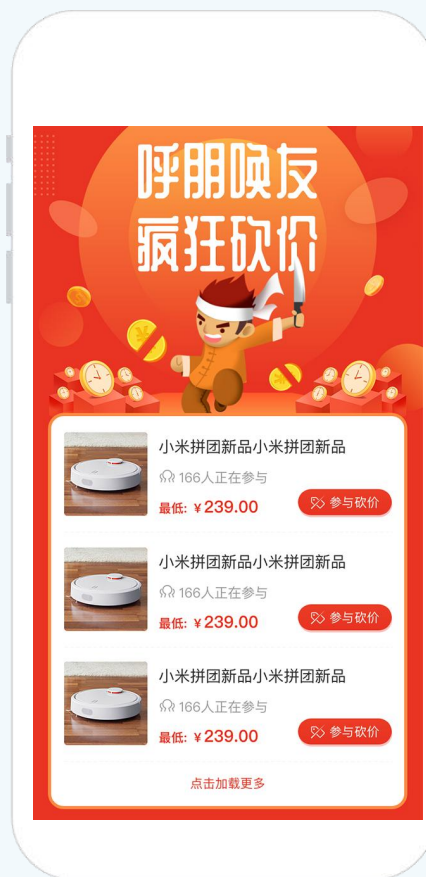 呼朋唤友
疯狂砍价
小米拼团新品小米拼团新品
166人正在参与
最低: ¥239.00
参与砍价
小米拼团新品小米拼团新品
166人正在参与
最低: ¥239.00
参与砍价
小米拼团新品小米拼团新品
166人正在参与
最低: ¥239.00
参与砍价
点击加载更多